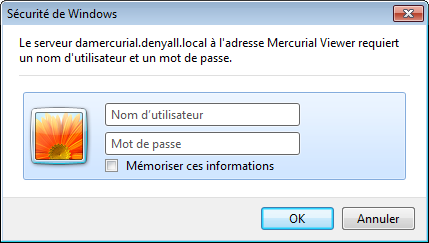 Sécurité de Windows
Le serveur damercurial.denyall.local à l'adresse Mercurial Viewer requiert
un nom d'utilisateur et un mot de passe.
Nom d'utilisateur
Mot de passe
Mémoriser ces informations
OK
Annuler